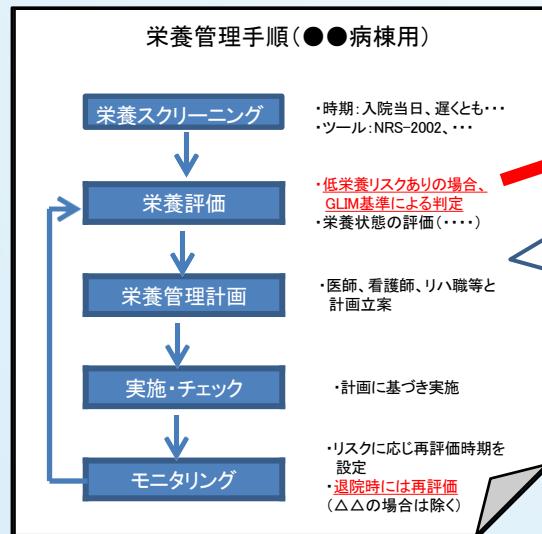 栄養管理手順(●●病棟用)
栄養スクリーニング
・時期:入院当日、遅くとも・・・
・ツール:NRS-2002、・・・
栄養評価
・低栄養リスクありの場合、
GLIM基準による判定
・栄養状態の評価(・・・・)
栄養管理計画
・医師、看護師、リハ職等と
計画立案
実施・チェック
・計画に基づき実施
モニタリング
・リスクに応じ再評価時期を
設定
・退院時には再評価
(△△の場合は除く)